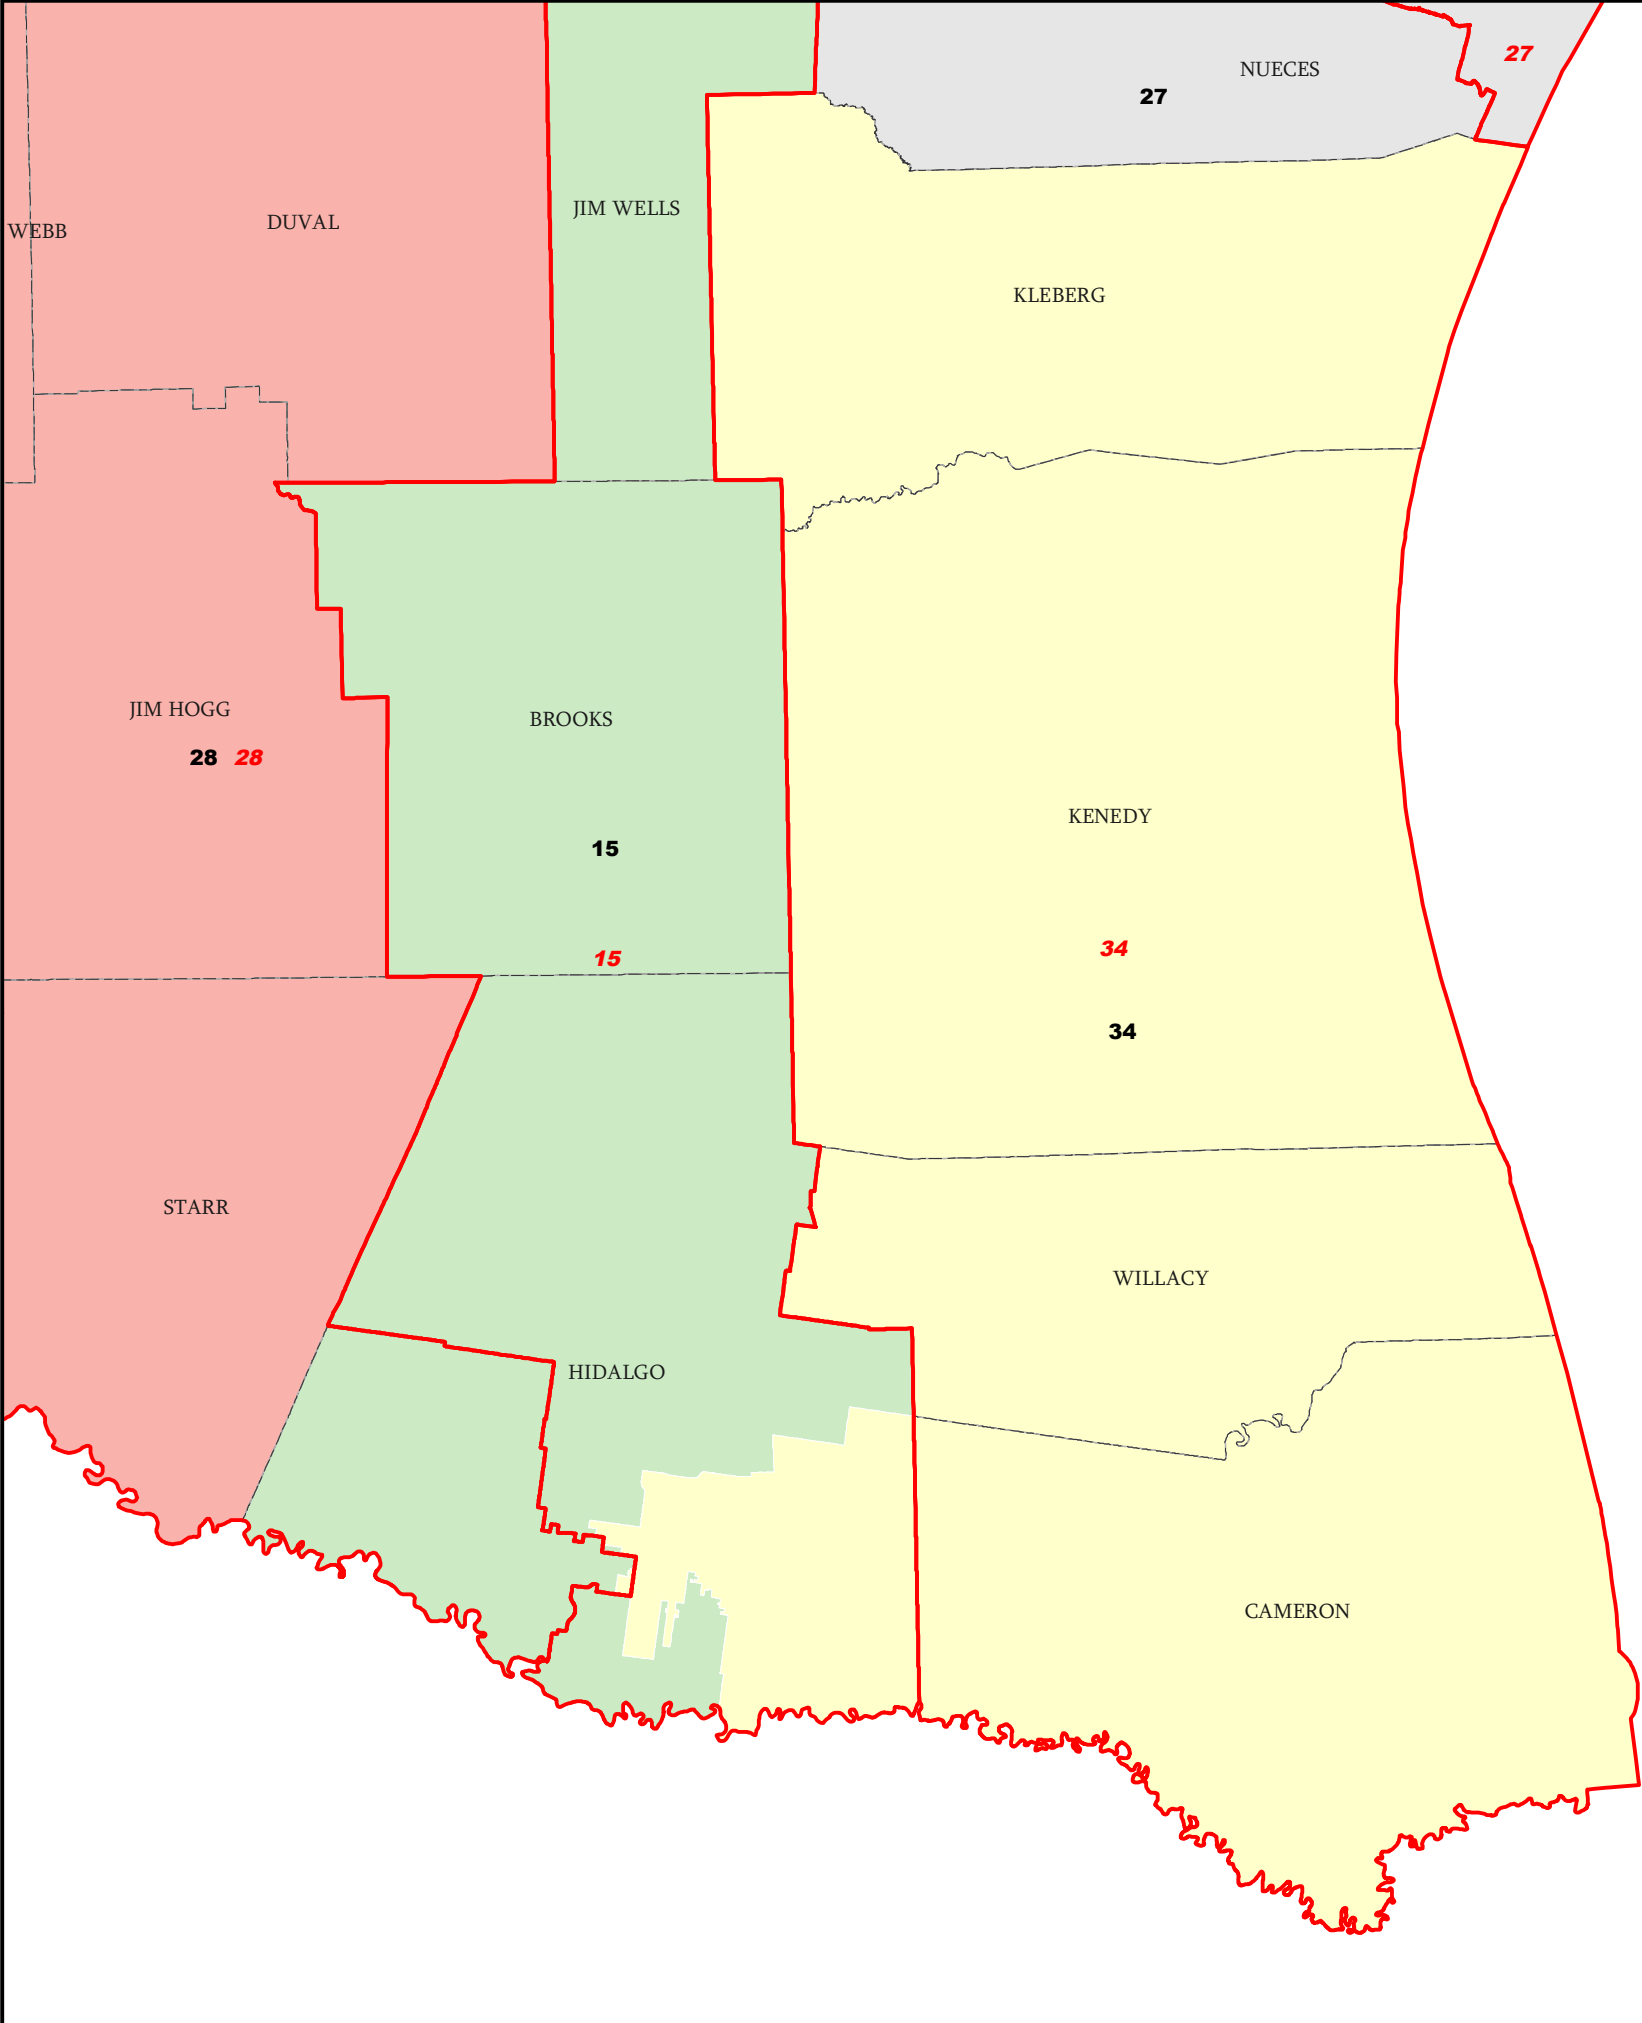 27
NUECES
27
JIM WELLS
DUVAL
WEBB
KLEBERG
JIM HOGG
BROOKS
28 28
KENEDY
15
34
15
34
STARR
WILLACY
HIDALGO
CAMERON